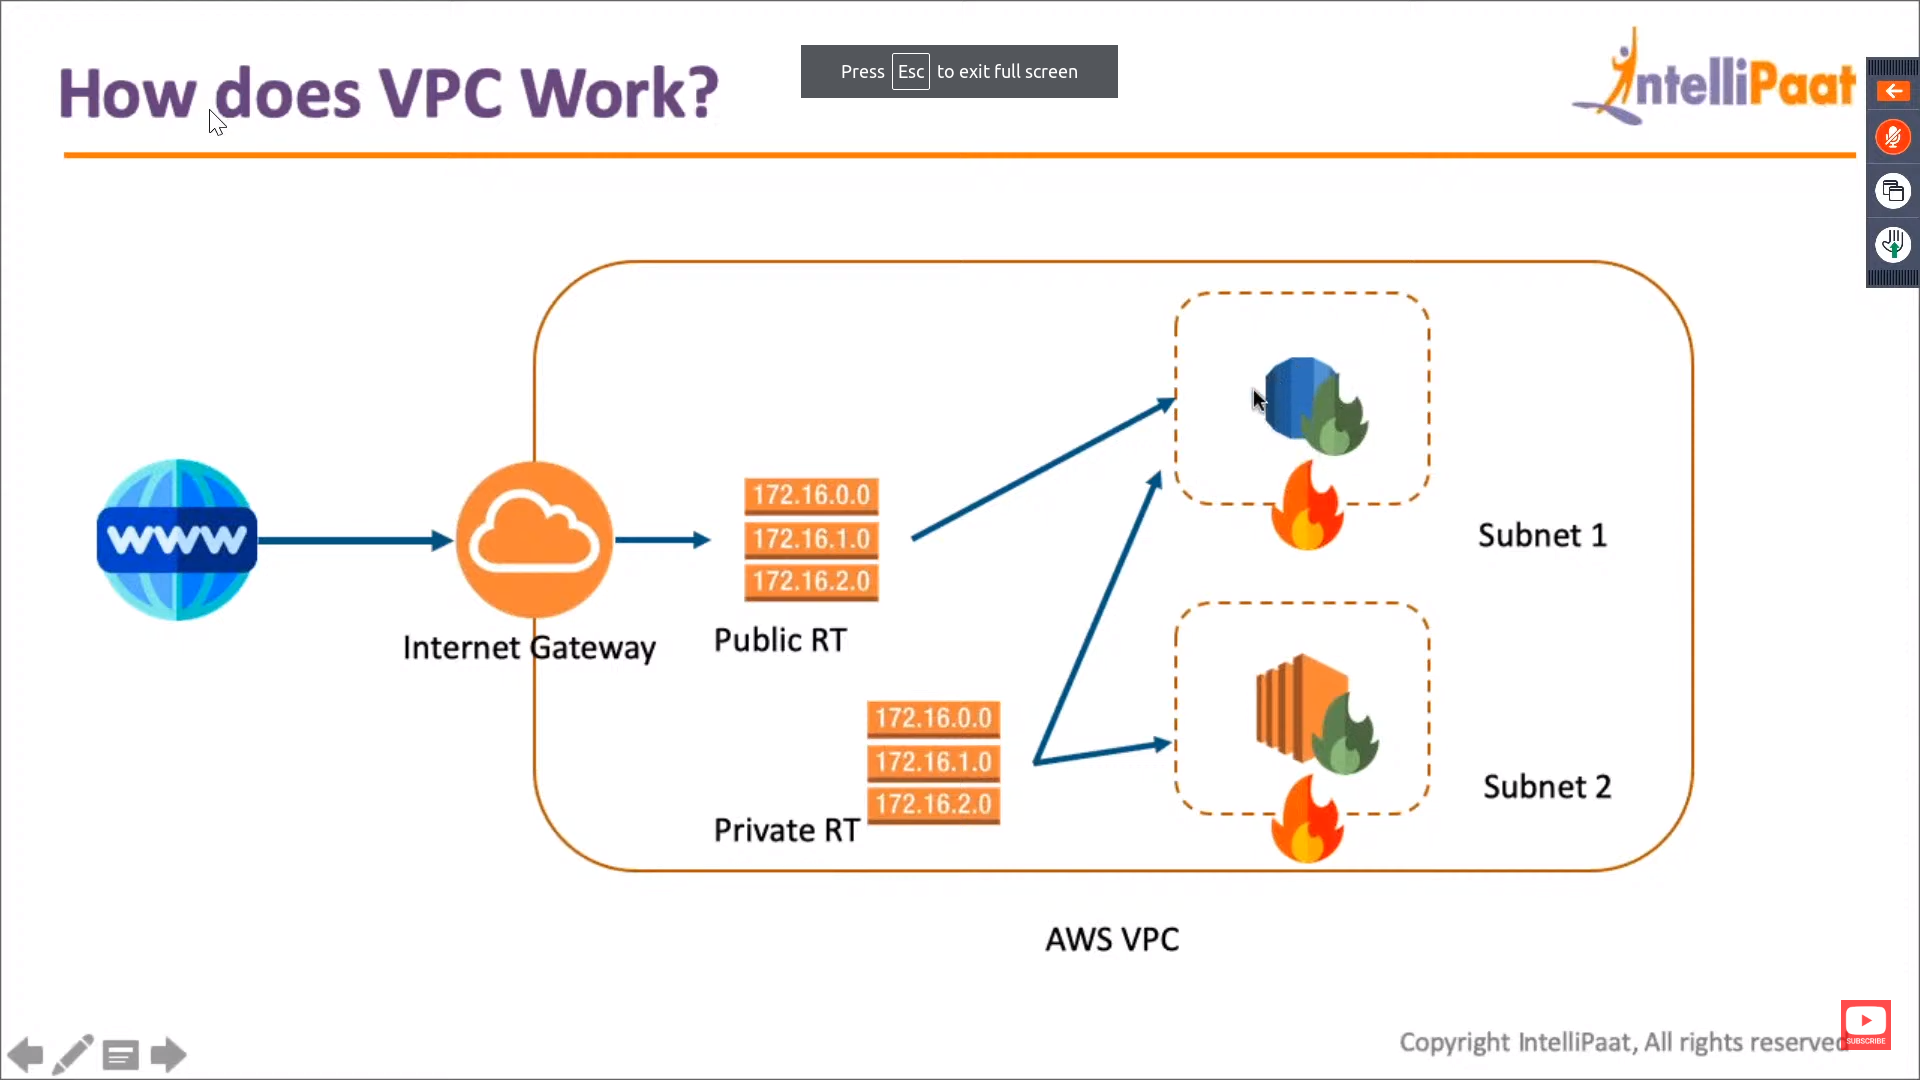 How does VPC Work?
Press Esc to exit full screen
IntelliPaat
www
Internet Gateway
172.16.0.0
172.16.1.0
172.16.2.0
Public RT
172.16.0.0
172.16.1.0
172.16.2.0
Private RT
Subnet 1
Subnet 2
AWS VPC
Copyright IntelliPaat, All rights reserved
SUBSCRIBE